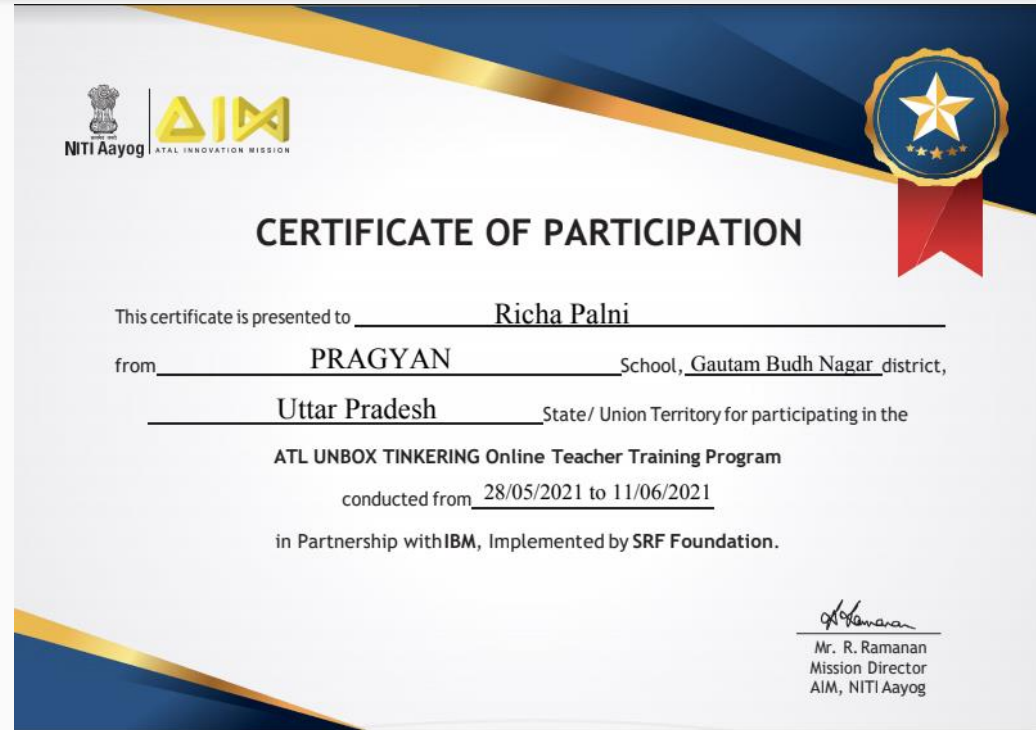 NITI Aayog
AIM
ATAL INNOVATION MISSION
CERTIFICATE OF PARTICIPATION
This certificate is presented to Richa Palni
from PRAGYAN School, Gautam Budh Nagar district,
Uttar Pradesh State/ Union Territory for participating in the
ATL UNBOX TINKERING Online Teacher Training Program
conducted from 28/05/2021 to 11/06/2021
in Partnership with IBM, Implemented by SRF Foundation.
Mr. R. Ramanan
Mission Director
AIM, NITI Aayog